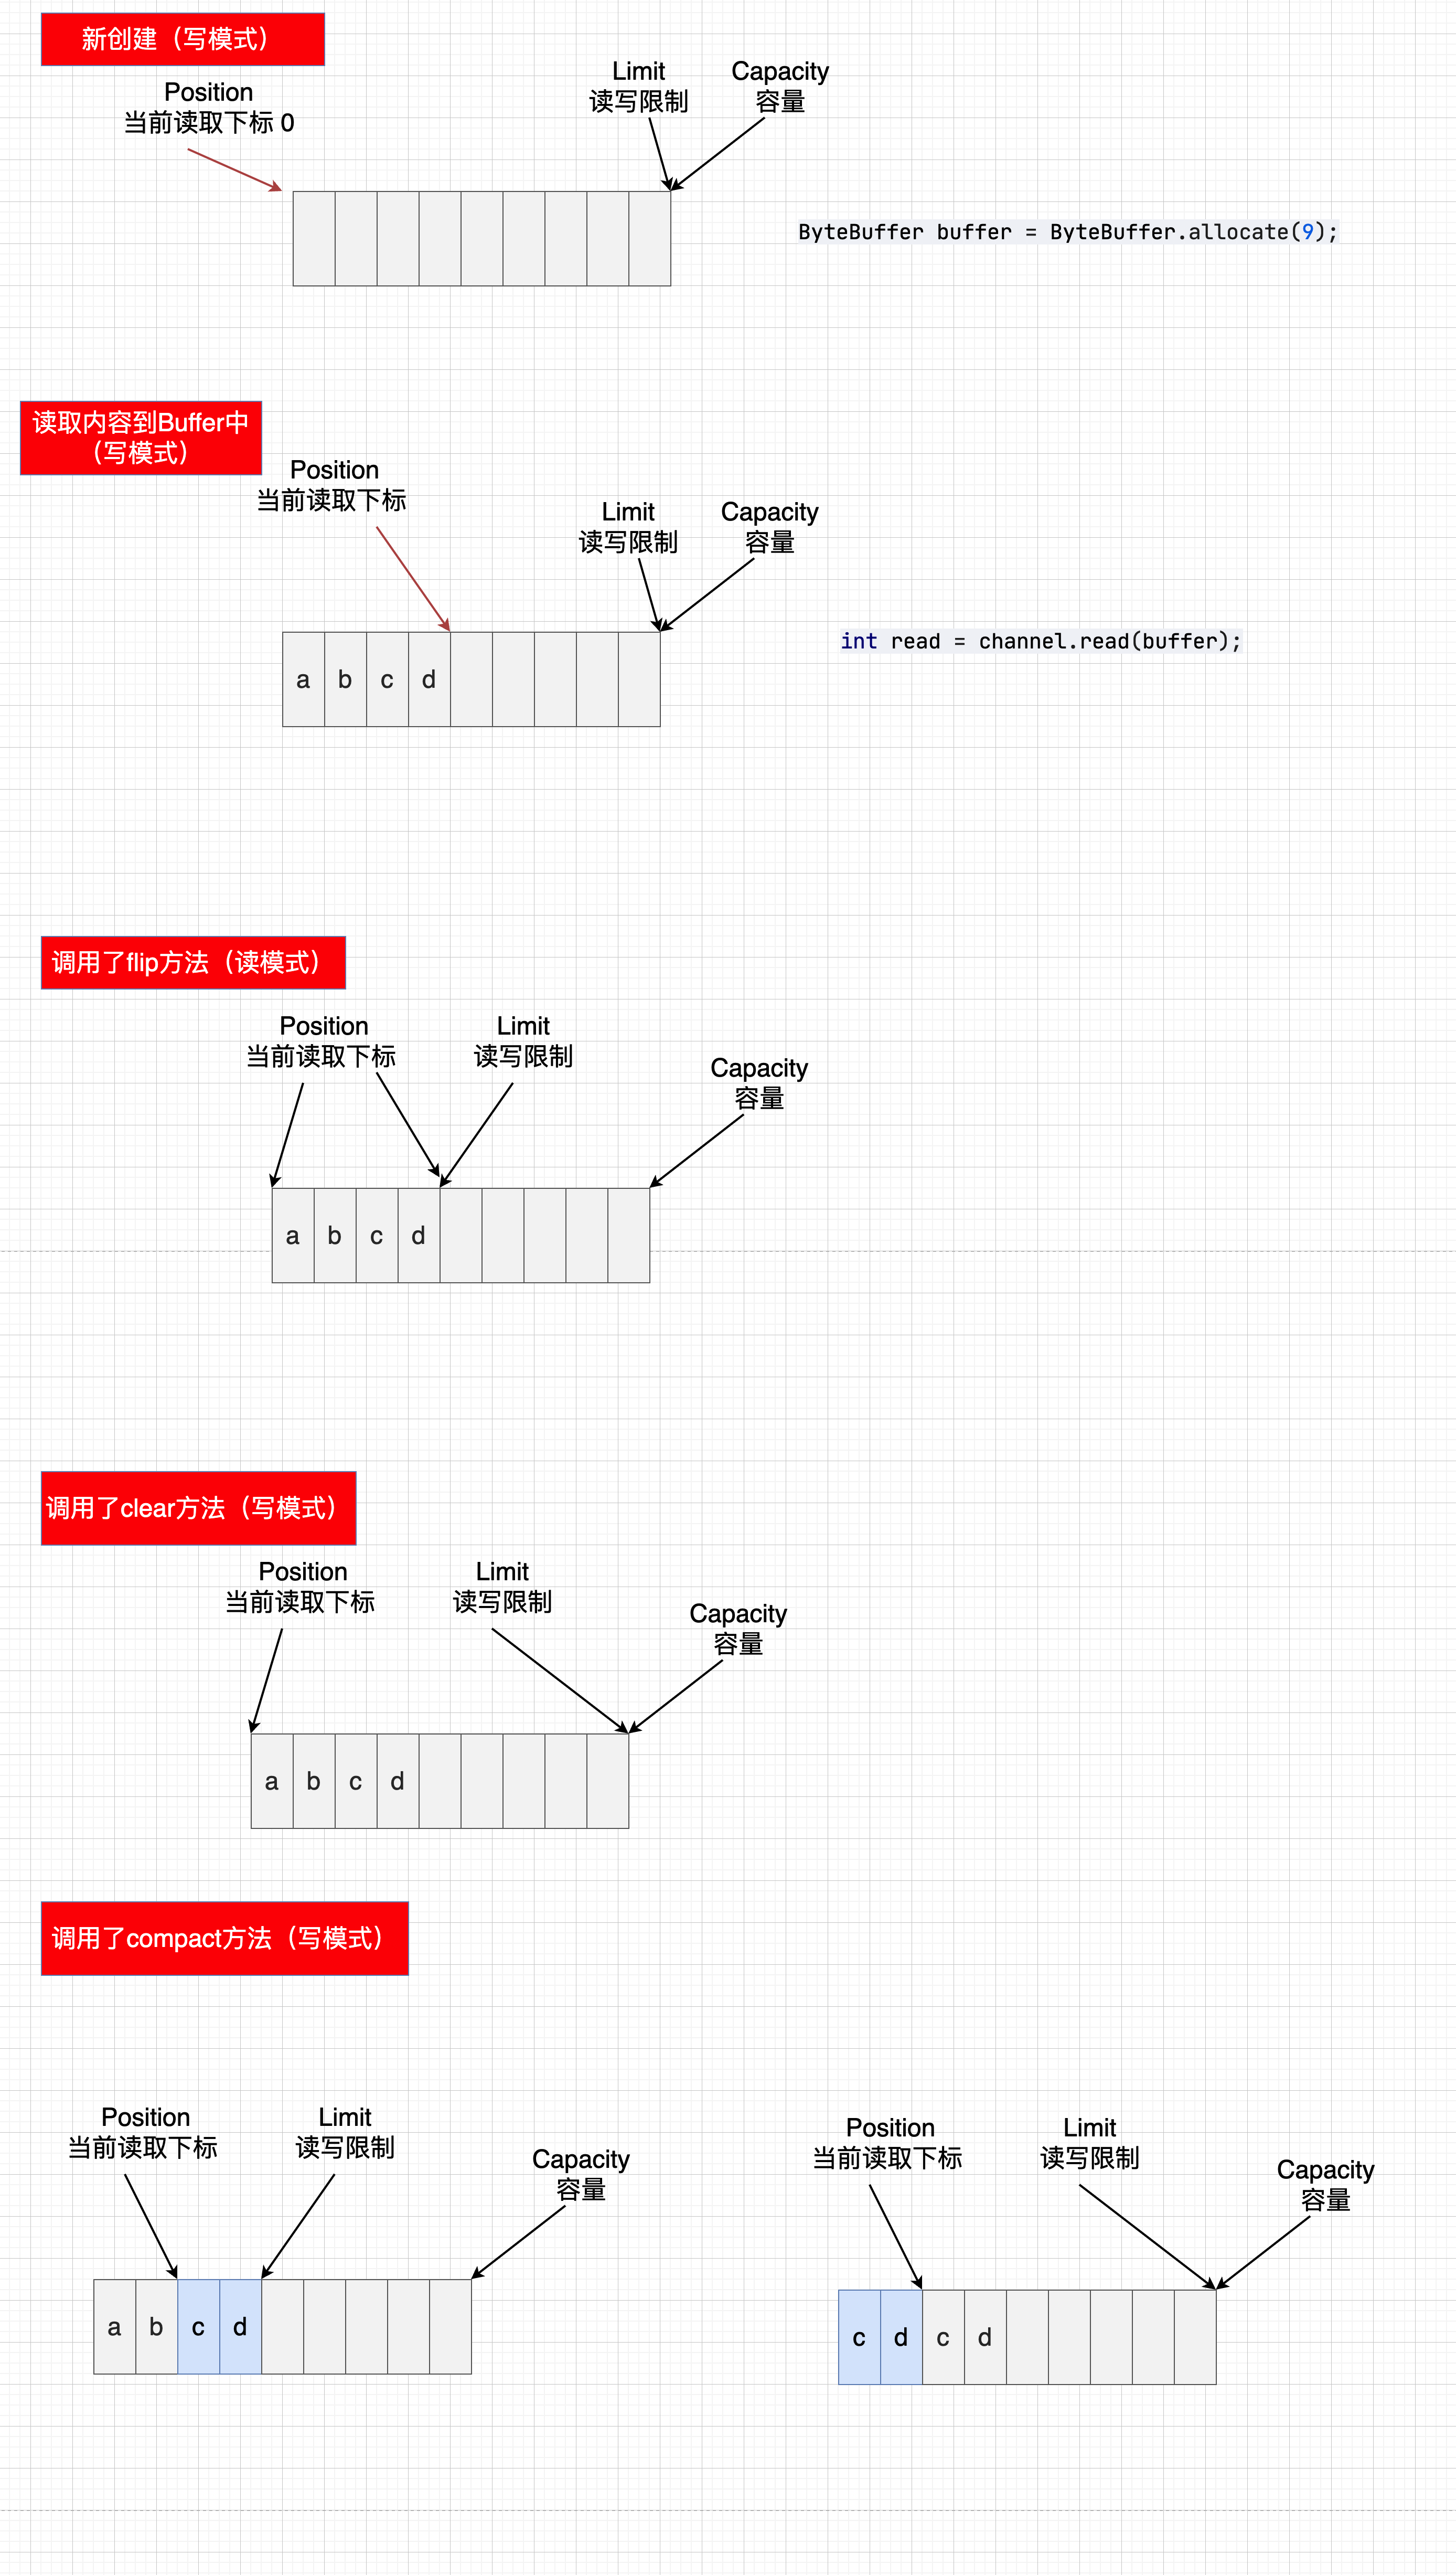 新创建（写模式）
Position
当前读取下标 0
Limit
读写限制
Capacity
容量
ByteBuffer buffer = ByteBuffer.allocate(9);
读取内容到Buffer中
（写模式）
Position
当前读取下标
Limit
读写限制
Capacity
容量
int read = channel.read(buffer);
a b c d
调用了flip方法（读模式）
Position
当前读取下标
Limit
读写限制
Capacity
容量
a b c d
调用了clear方法（写模式）
Position
当前读取下标
Limit
读写限制
Capacity
容量
a b c d
调用了compact方法（写模式）
Position
当前读取下标
Limit
读写限制
Capacity
容量
a b c d
Position
当前读取下标
Limit
读写限制
Capacity
容量
c d c d